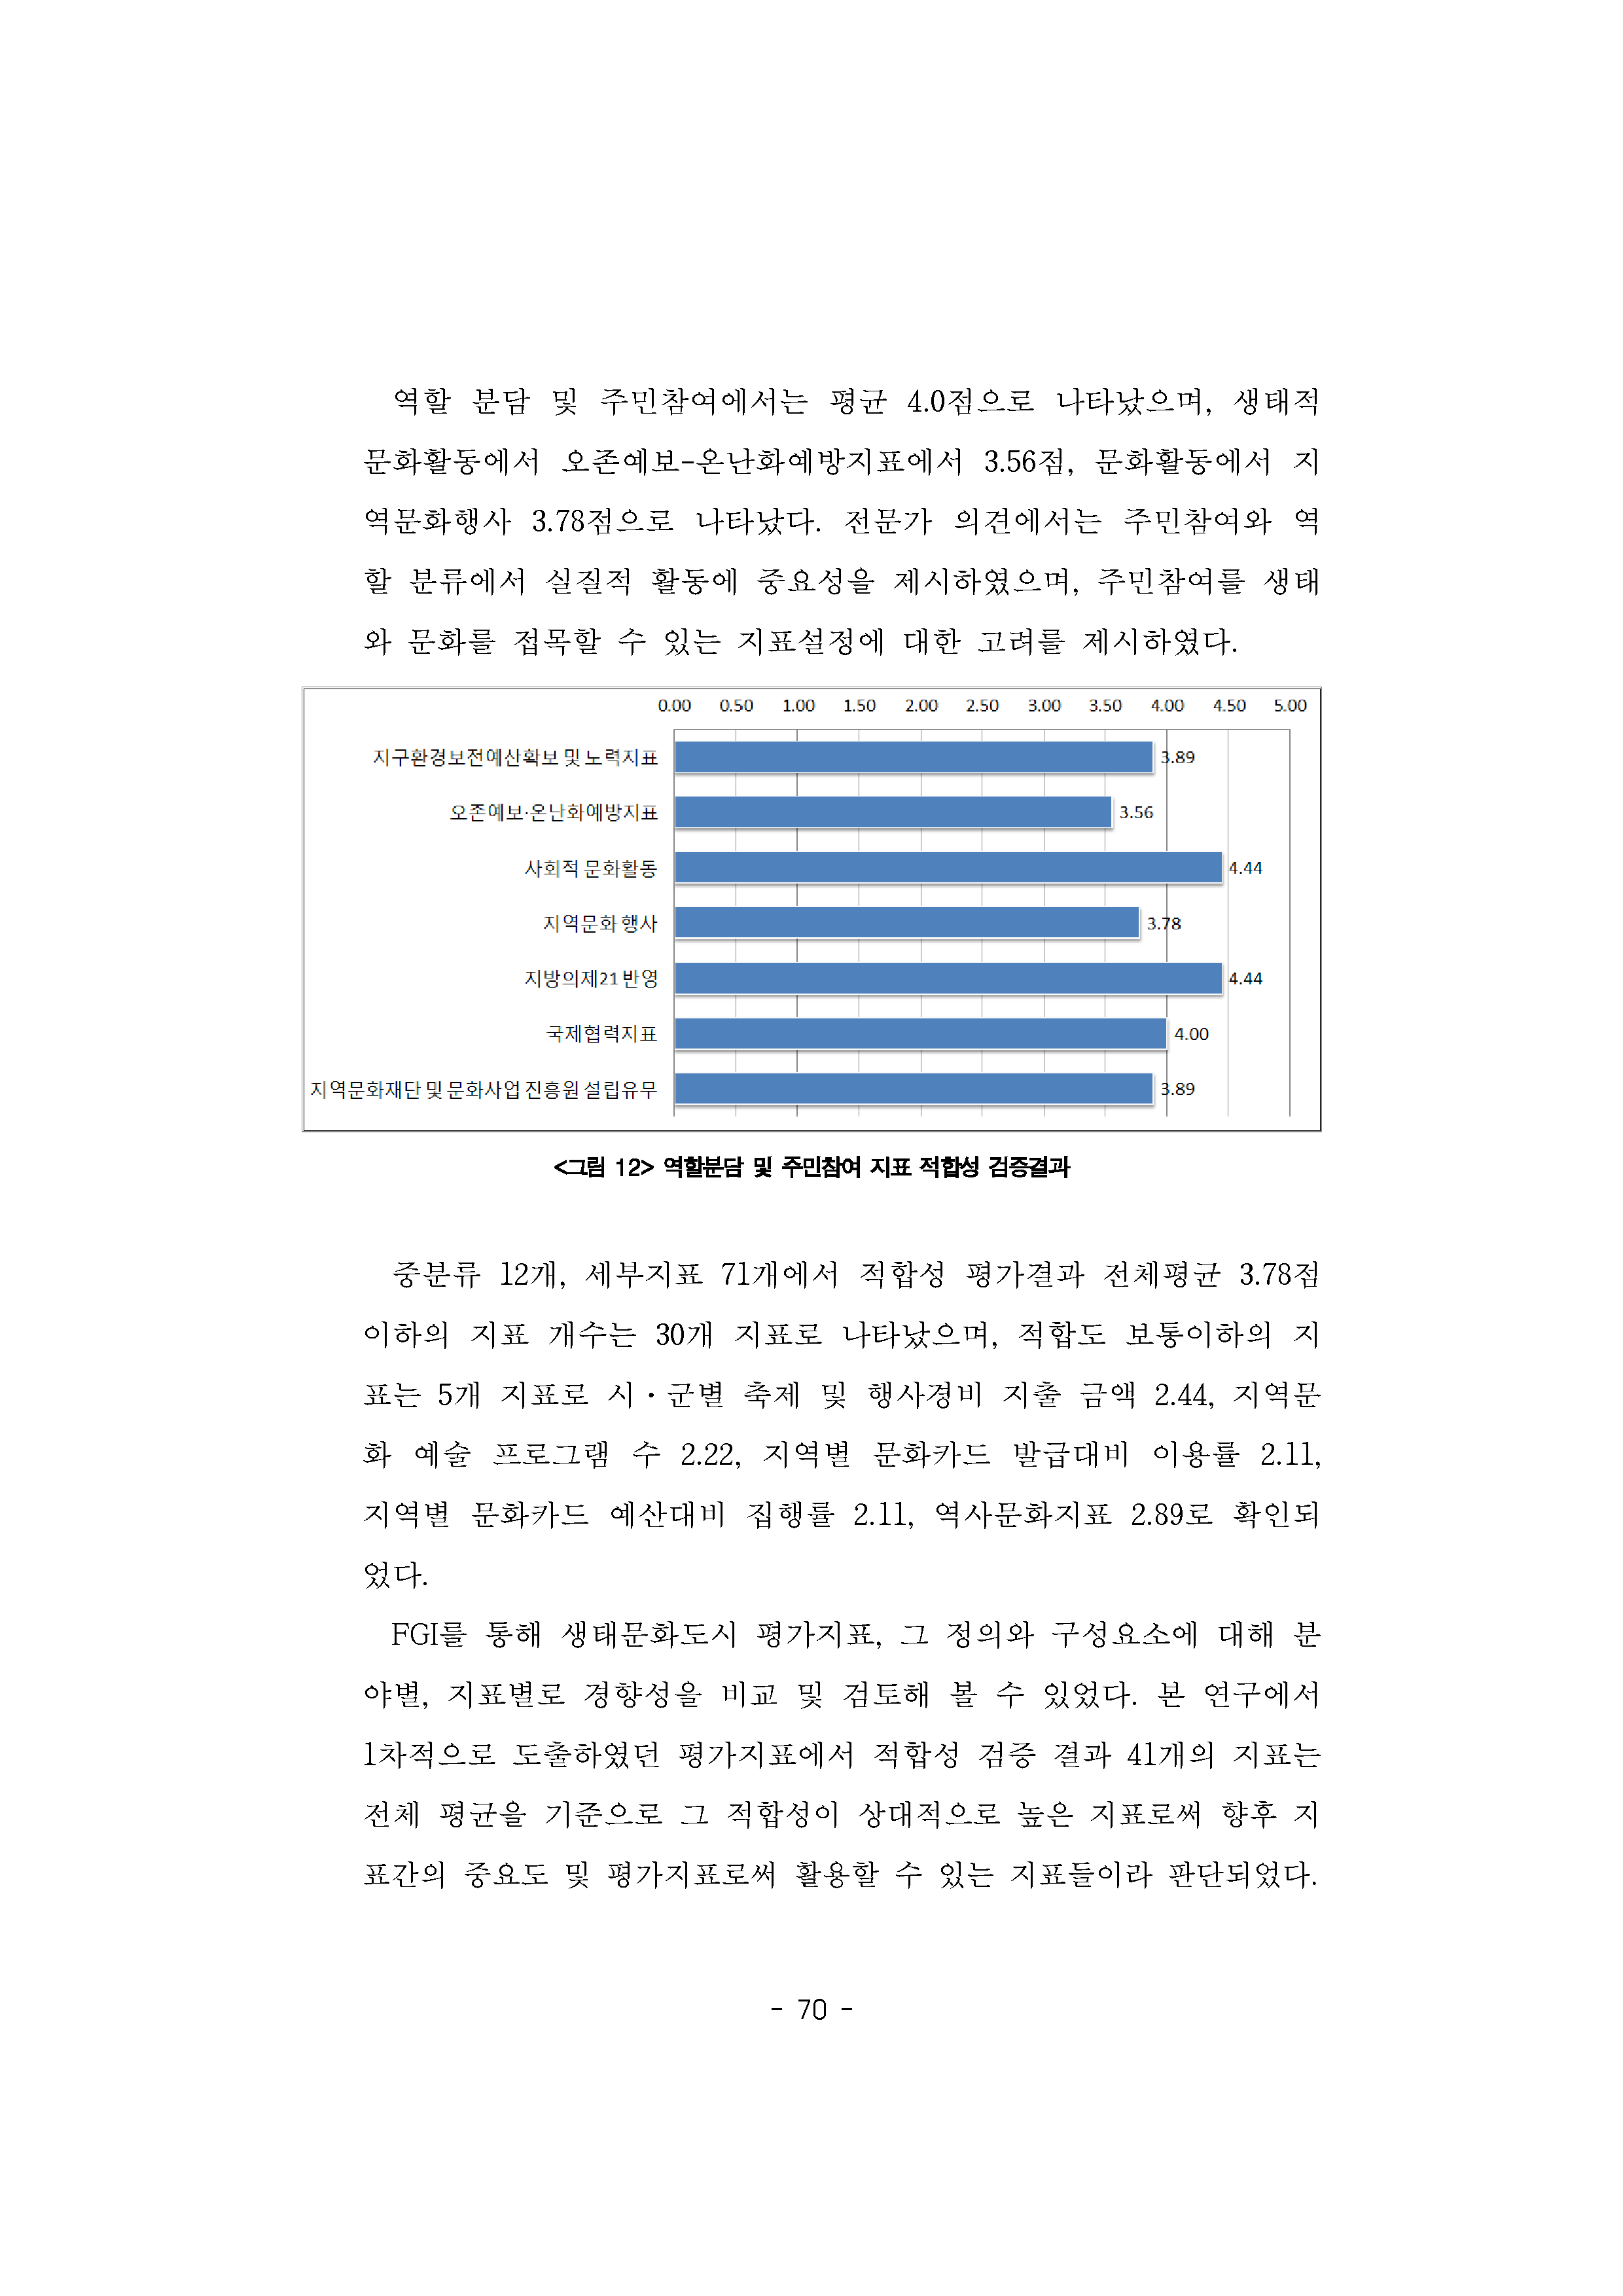 역할 분담 및 주민참여에서는 평균 4.0점으로 나타났으며, 생태적
문화활동에서 오존예보-온난화예방지표에서 3.56점, 문화활동에서 지
역문화행사 3.78점으로 나타났다. 전문가 의견에서는 주민참여와 역
할 분류에서 실질적 활동에 중요성을 제시하였으며, 주민참여를 생태
와 문화를 접목할 수 있는 지표설정에 대한 고려를 제시하였다.
0.00 0.50 1.00 1.50 2.00 2.50 3.00 3.50 4.00 4.50 5.00
지구환경보전예산확보 및 노력지표 3.89
오존예보·온난화예방지표 3.56
사회적 문화활동 4.44
지역문화 행사 3.78
지방의제21 반영 4.44
국제협력지표 4.00
지역문화재단 및 문화사업 진흥원 설립유무 3.89
<그림 12> 역할분담 및 주민참여 지표 적합성 검증결과
중분류 12개, 세부지표 71개에서 적합성 평가결과 전체평균 3.78점
이하의 지표 개수는 30개 지표로 나타났으며, 적합도 보통이하의 지
표는 5개 지표로 시·군별 축제 및 행사경비 지출 금액 2.44, 지역문
화 예술 프로그램 수 2.22, 지역별 문화카드 발급대비 이용률 2.11,
지역별 문화카드 예산대비 집행률 2.11, 역사문화지표 2.89로 확인되
었다.
FGI를 통해 생태문화도시 평가지표, 그 정의와 구성요소에 대해 분
야별, 지표별로 경향성을 비교 및 검토해 볼 수 있었다. 본 연구에서
1차적으로 도출하였던 평가지표에서 적합성 검증 결과 41개의 지표는
전체 평균을 기준으로 그 적합성이 상대적으로 높은 지표로써 향후 지
표간의 중요도 및 평가지표로써 활용할 수 있는 지표들이라 판단되었다.
- 70 -